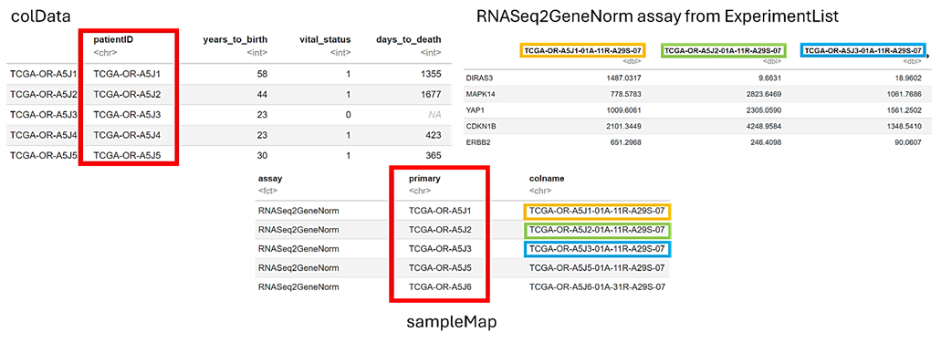 colData
patientID years_to_birth vital_status days_to_death
<chr> <int> <int> <int>
TCGA-OR-A5J1 TCGA-OR-A5J1 58 1 1355
TCGA-OR-A5J2 TCGA-OR-A5J2 44 1 1677
TCGA-OR-A5J3 TCGA-OR-A5J3 23 0 NA
TCGA-OR-A5J4 TCGA-OR-A5J4 23 1 423
TCGA-OR-A5J5 TCGA-OR-A5J5 30 1 365
RNASeq2GeneNorm assay from ExperimentList
TCGA-OR-A5J1-01A-11R-A29S-07 TCGA-OR-A5J2-01A-11R-A29S-07 TCGA-OR-A5J3-01A-11R-A29S-07
<dbl> <dbl> <dbl>
DIRAS3 1487.0317 9.6631 18.9602
MAPK14 778.5783 2823.6469 1061.7686
YAP1 1009.6061 2305.0590 1561.2502
CDKN1B 2101.3449 4248.9584 1348.5410
ERBB2 651.2968 246.4098 90.0607
assay primary colname
<fct> <chr> <chr>
RNASeq2GeneNorm TCGA-OR-A5J1 TCGA-OR-A5J1-01A-11R-A29S-07
RNASeq2GeneNorm TCGA-OR-A5J2 TCGA-OR-A5J2-01A-11R-A29S-07
RNASeq2GeneNorm TCGA-OR-A5J3 TCGA-OR-A5J3-01A-11R-A29S-07
RNASeq2GeneNorm TCGA-OR-A5J5 TCGA-OR-A5J5-01A-11R-A29S-07
RNASeq2GeneNorm TCGA-OR-A5J6 TCGA-OR-A5J6-01A-31R-A29S-07
sampleMap